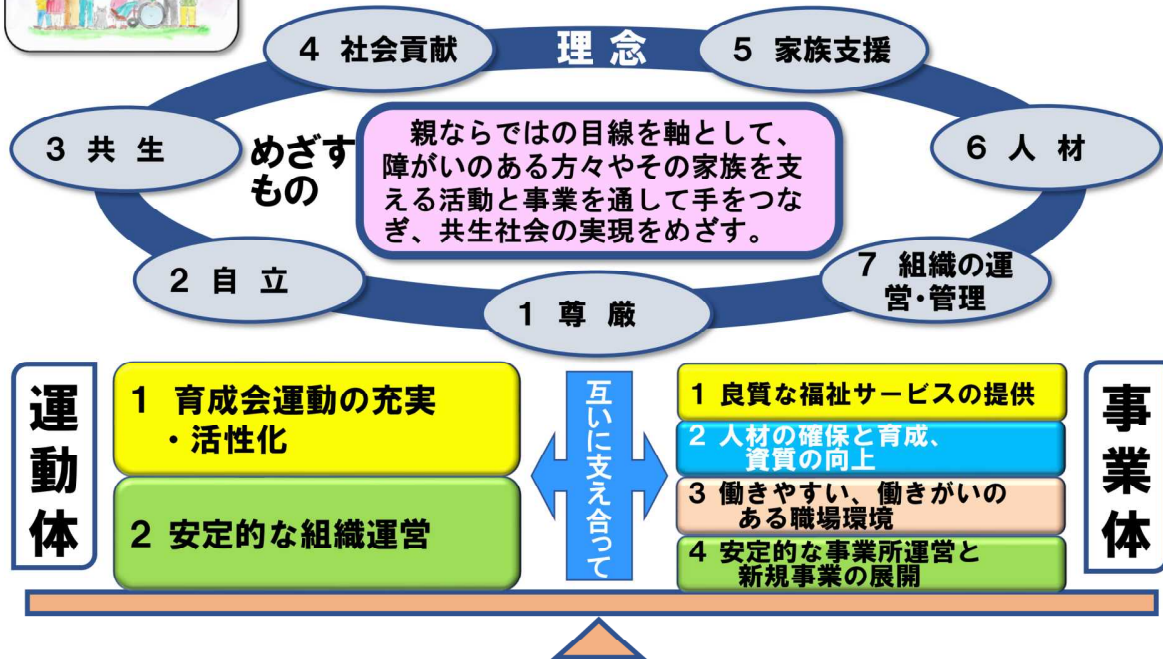 4 社会貢献
理念
5 家族支援
3 共 生
めざす
もの
親ならではの目線を軸として、
障がいのある方々やその家族を支
える活動と事業を通して手をつな
ぎ、共生社会の実現をめざす。
6 人 材
2 自 立
1 尊 厳
7 組織の運
営・管理
運動体
1 育成会運動の充実
・活性化
2 安定的な組織運営
互いに支え合って
1 良質な福祉サービスの提供
2 人材の確保と育成、
資質の向上
3 働きやすい、働きがいの
ある職場環境
4 安定的な事業所運営と
新規事業の展開
事業体